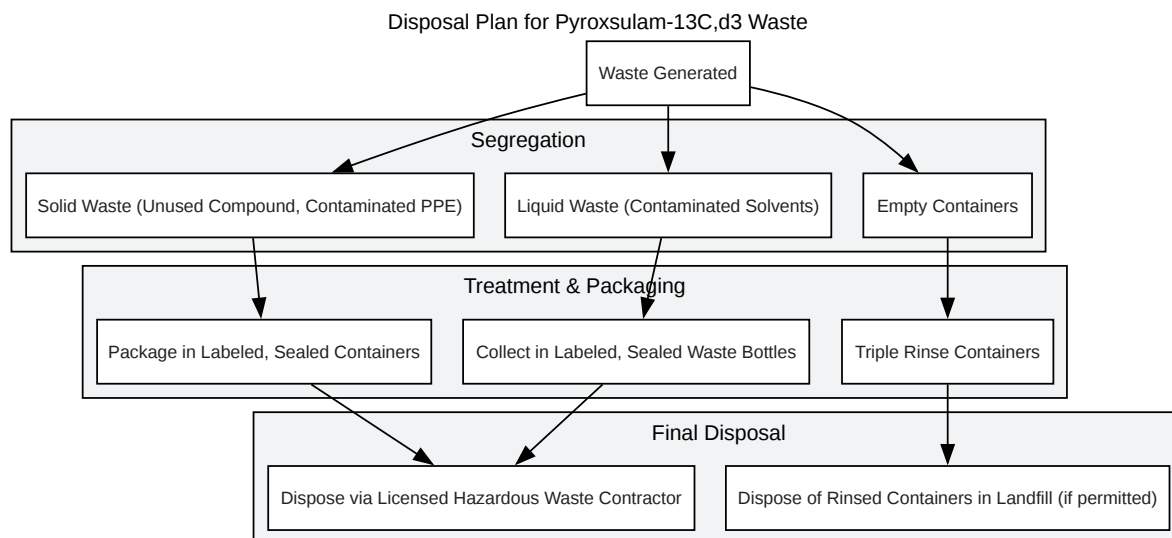 Disposal Plan for Pyroxsulam-13C,d3 Waste
Waste Generated
Segregation
Solid Waste (Unused Compound, Contaminated PPE)
Liquid Waste (Contaminated Solvents)
Empty Containers
Treatment & Packaging
Package in Labeled, Sealed Containers
Collect in Labeled, Sealed Waste Bottles
Triple Rinse Containers
Final Disposal
Dispose via Licensed Hazardous Waste Contractor
Dispose of Rinsed Containers in Landfill (if permitted)